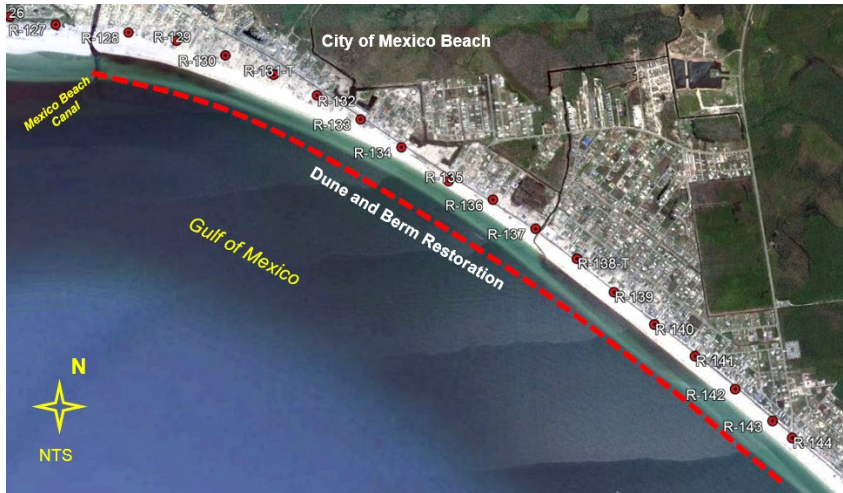 26
R-127
R-128
R-129
R-130
R-131-T
R-132
R-133
R-134
R-135
R-136
R-137
R-138-T
R-139
R-140
R-141
R-142
R-143
R-144
City of Mexico Beach
Mexico Beach
Canal
Dune and Berm Restoration
Gulf of Mexico
N
NTS